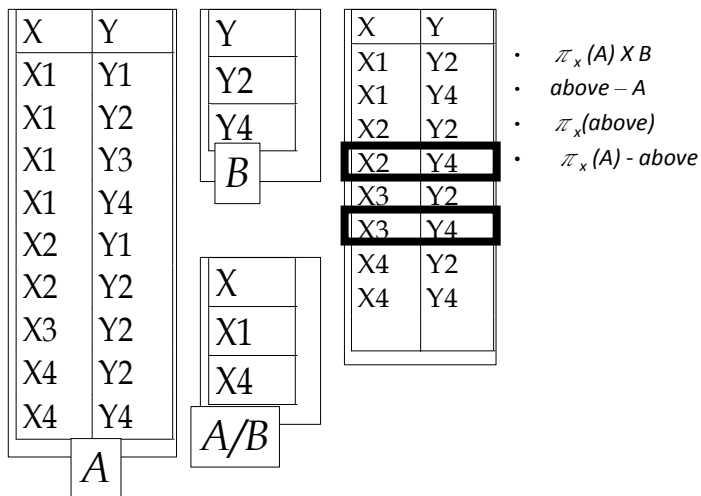 X Y
X1 Y1
X1 Y2
X1 Y3
X1 Y4
X2 Y1
X2 Y2
X3 Y2
X4 Y2
X4 Y4
A
Y
Y2
Y4
B
X
X1
X4
A/B
X Y
X1 Y2
X1 Y4
X2 Y2
X2 Y4
X3 Y2
X3 Y4
X4 Y2
X4 Y4
• π x (A) X B
• above – A
• π x(above)
• π x (A) - above